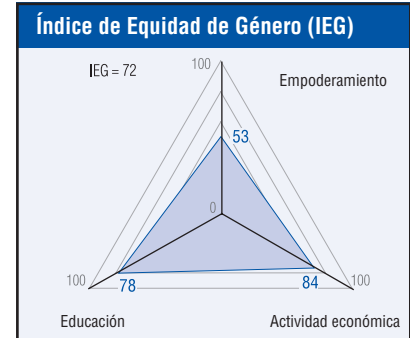 Índice de Equidad de Género (IEG)
IEG = 72
100
Empoderamiento
53
0
100
78
84
100
Educación
Actividad económica